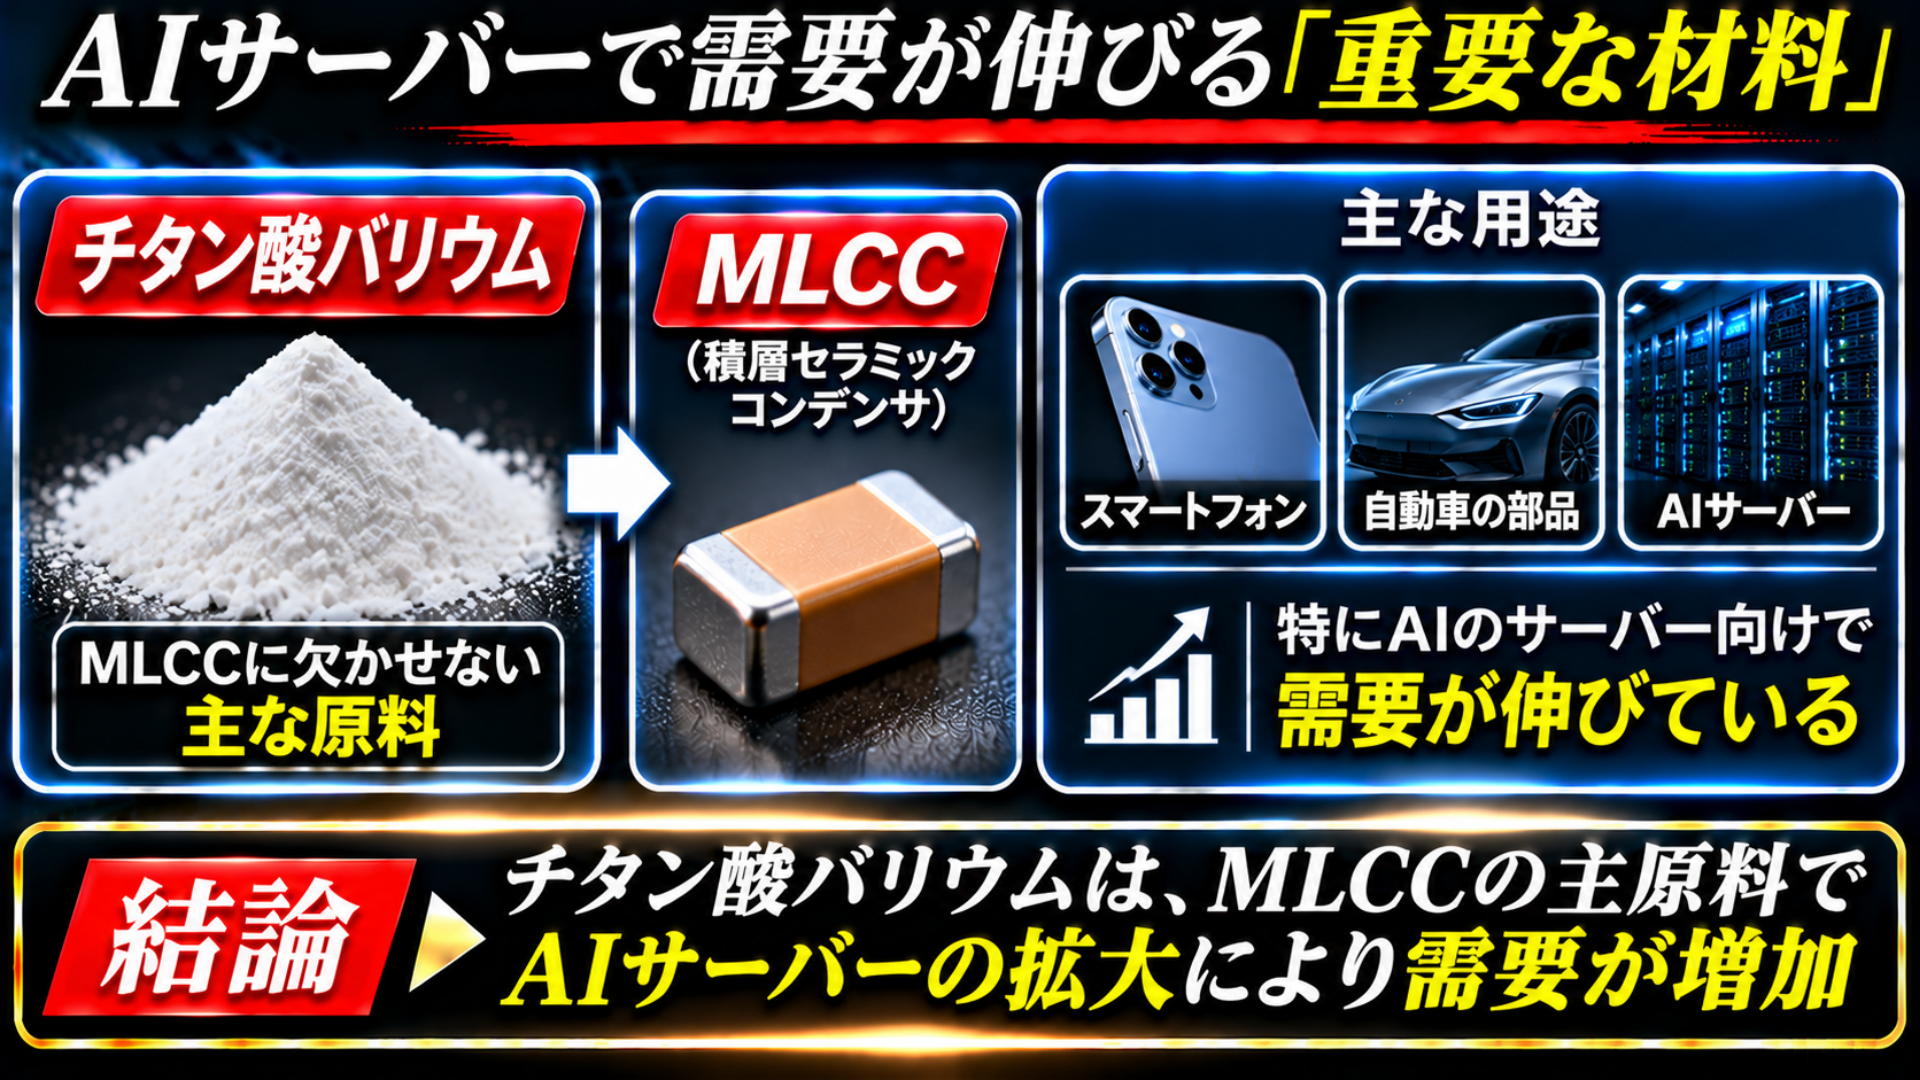 AIサーバーで需要が伸びる「重要な材料」
チタン酸バリウム
MLCCに欠かせない
主な原料
MLCC
(積層セラミック
コンデンサ)
主な用途
スマートフォン
自動車の部品
AIサーバー
特にAIのサーバー向けで
需要が伸びている
結論
チタン酸バリウムは、MLCCの主原料で
AIサーバーの拡大により需要が増加